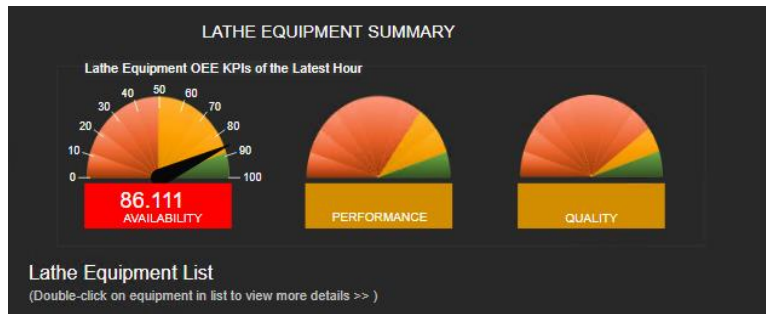 LATHE EQUIPMENT SUMMARY
Lathe Equipment OEE KPIs of the Latest Hour
0
10
20
30
40
50
60
70
80
90
100
86.111
AVAILABILITY
PERFORMANCE
QUALITY
Lathe Equipment List
(Double-click on equipment in list to view more details >> )